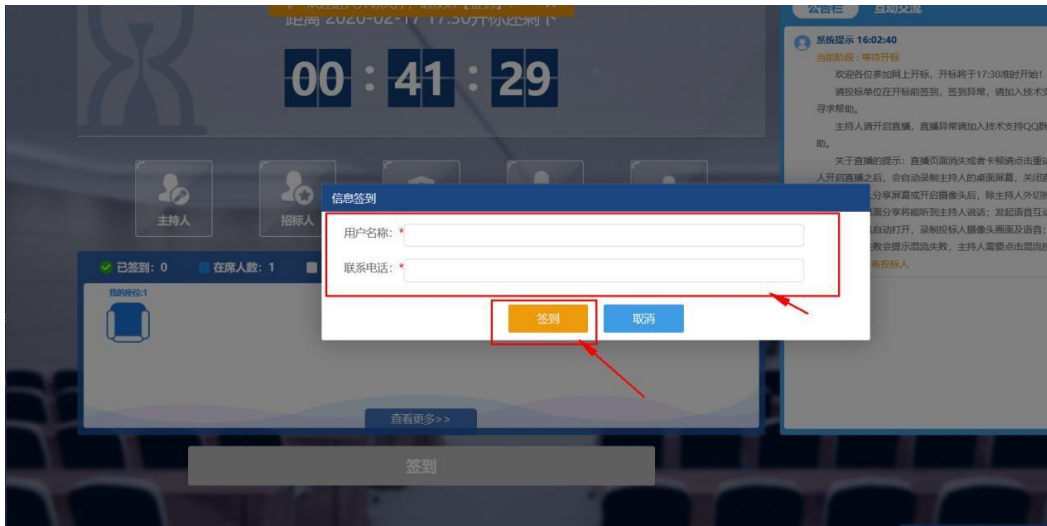 公告栏 互动交流
距离 2020-02-17 17:30开标还剩下
00 : 41 : 29
系统提示 16:02:40
当前阶段:等待开标
欢迎各位参加网上开标,开标将于17:30准时开始!
请投标单位在开标前签到,签到异常,请加入技术支
寻求帮助。
主持人请开启直播,直播异常请加入技术支持QQ群
助。
关于直播的提示:直播页面消失或者卡顿请点击重
人开启直播之后,会自动录制主持人的桌面屏幕,关闭
分享屏幕或开启摄像头后,除主持人外切
面分享将能听到主持人说话;发起语音互
自动打开,录制投标人摄像头画面及语音;
败会提示混流失败,主持人需要点击混流
布投标人
主持人
招标人
信息签到
用户名称:*
联系电话:*
签到 取消
已签到:0 在席人数:1
我的座位:1
查看更多>>
签到